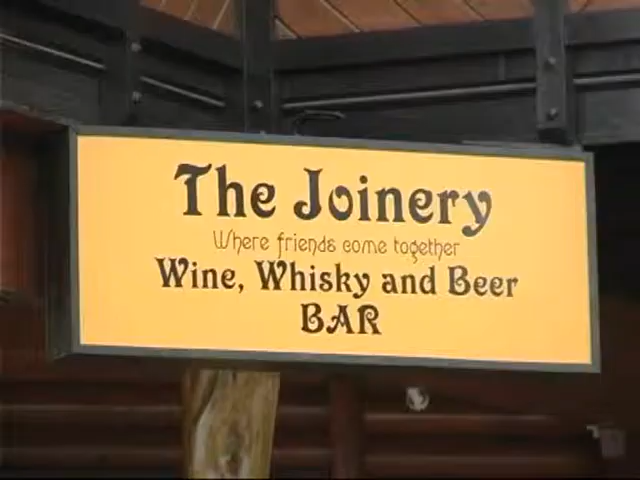 The Joinery
Where friends come together
Wine, Whisky and Beer
BAR